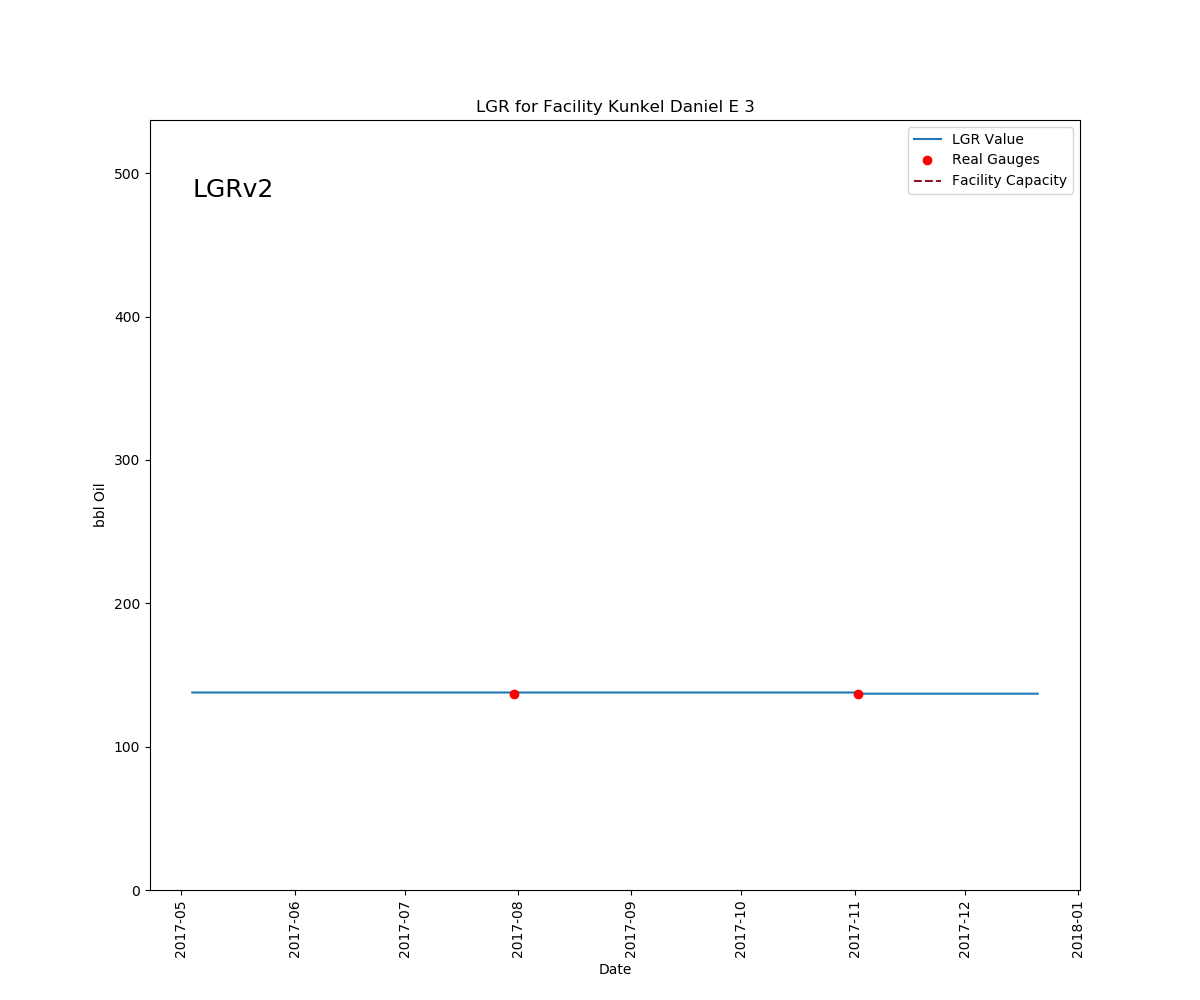 LGR for Facility Kunkel Daniel E 3
LGR Value
Real Gauges
Facility Capacity
LGRv2
500
400
300
200
100
0
bbl Oil
2017-05
2017-06
2017-07
2017-08
2017-09
2017-10
2017-11
2017-12
2018-01
Date